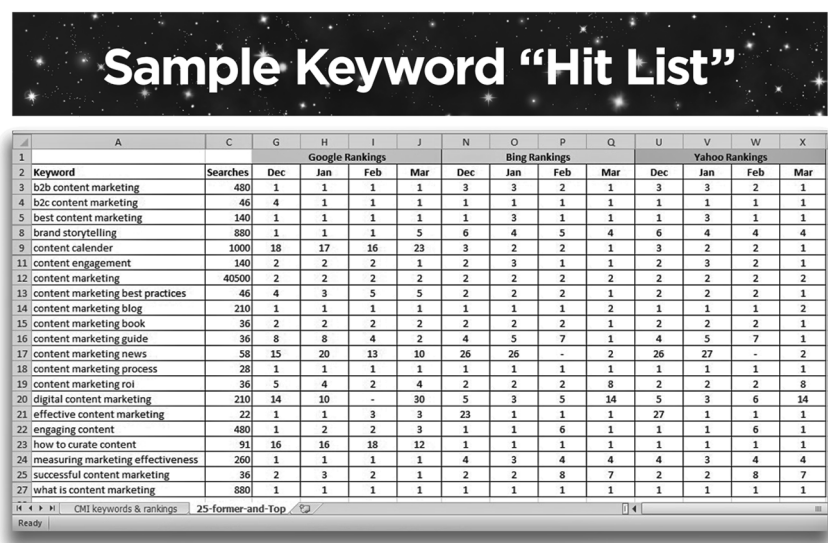 Sample Keyword “Hit List”
A C G H I J N O P Q U V W X
1 Google Rankings Bing Rankings Yahoo Rankings
2 Keyword Searches Dec Jan Feb Mar Dec Jan Feb Mar Dec Jan Feb Mar
3 b2b content marketing 480 1 1 1 1 3 3 2 1 3 3 2 1
4 b2c content marketing 46 4 1 1 1 1 1 1 1 1 1 1 1
5 best content marketing 140 1 1 1 1 1 3 1 1 1 3 1 1
8 brand storytelling 880 1 1 1 5 6 4 5 4 6 4 4 4
9 content calender 1000 18 17 16 23 3 2 2 1 3 2 2 1
11 content engagement 140 2 2 2 1 2 3 1 1 2 3 2 1
12 content marketing 40500 2 2 2 2 2 2 2 2 2 2 2 2
13 content marketing best practices 46 4 3 5 5 2 2 2 1 2 2 2 1
14 content marketing blog 210 1 1 1 1 1 1 1 2 1 1 1 2
15 content marketing book 36 2 2 2 2 2 2 2 1 2 2 2 1
16 content marketing guide 36 8 8 4 2 4 5 7 1 4 5 7 1
17 content marketing news 58 15 20 13 10 26 26 - 2 26 27 - 2
18 content marketing process 28 1 1 1 1 1 1 1 1 1 1 1 1
19 content marketing roi 36 5 4 2 4 2 2 2 8 2 2 2 8
20 digital content marketing 210 14 10 - 30 5 3 5 14 5 3 6 14
21 effective content marketing 22 1 1 3 3 23 1 1 1 27 1 1 1
22 engaging content 480 1 2 2 3 1 1 6 1 1 1 6 1
23 how to curate content 91 16 16 18 12 1 1 1 1 1 1 1 1
24 measuring marketing effectiveness 260 1 1 1 1 4 3 4 4 4 3 4 4
25 successful content marketing 36 2 3 2 1 2 2 8 7 2 2 8 7
27 what is content marketing 880 1 1 1 1 1 1 1 1 1 1 1 1
CMI keywords & rankings 25-former-and-Top
Ready